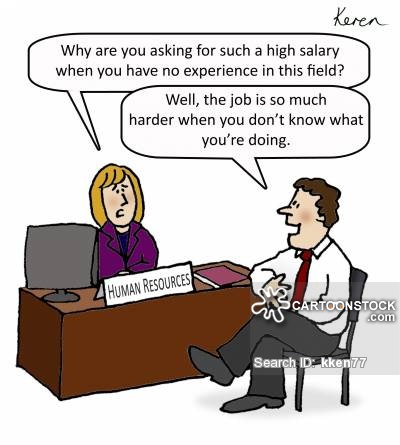 Keren
Why are you asking for such a high salary
when you have no experience in this field?
Well, the job is so much
harder when you don't know what
you're doing.
HUMAN RESOURCES
CARTOONSTOCK
.com
Search ID: kken77